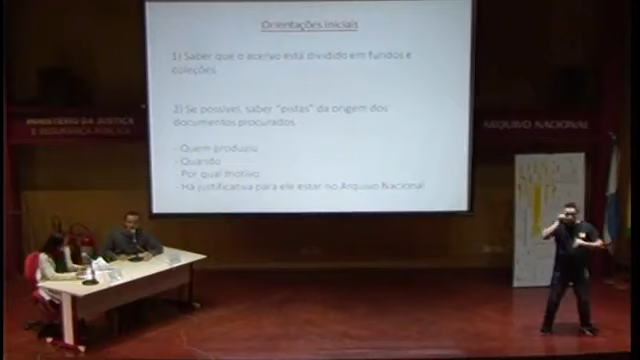 Orientações iniciais
1) Saber que o acervo está dividido em fundos e
coleções.
2) Se possível, saber "pistas" da origem dos
documentos procurados.
- Quem produziu
- Quando
- Por qual motivo
- Há justificativa para ele estar no Arquivo Nacional
MINISTÉRIO DA JUSTIÇA
E SEGURANÇA PÚBLICA
ARQUIVO NACIONAL